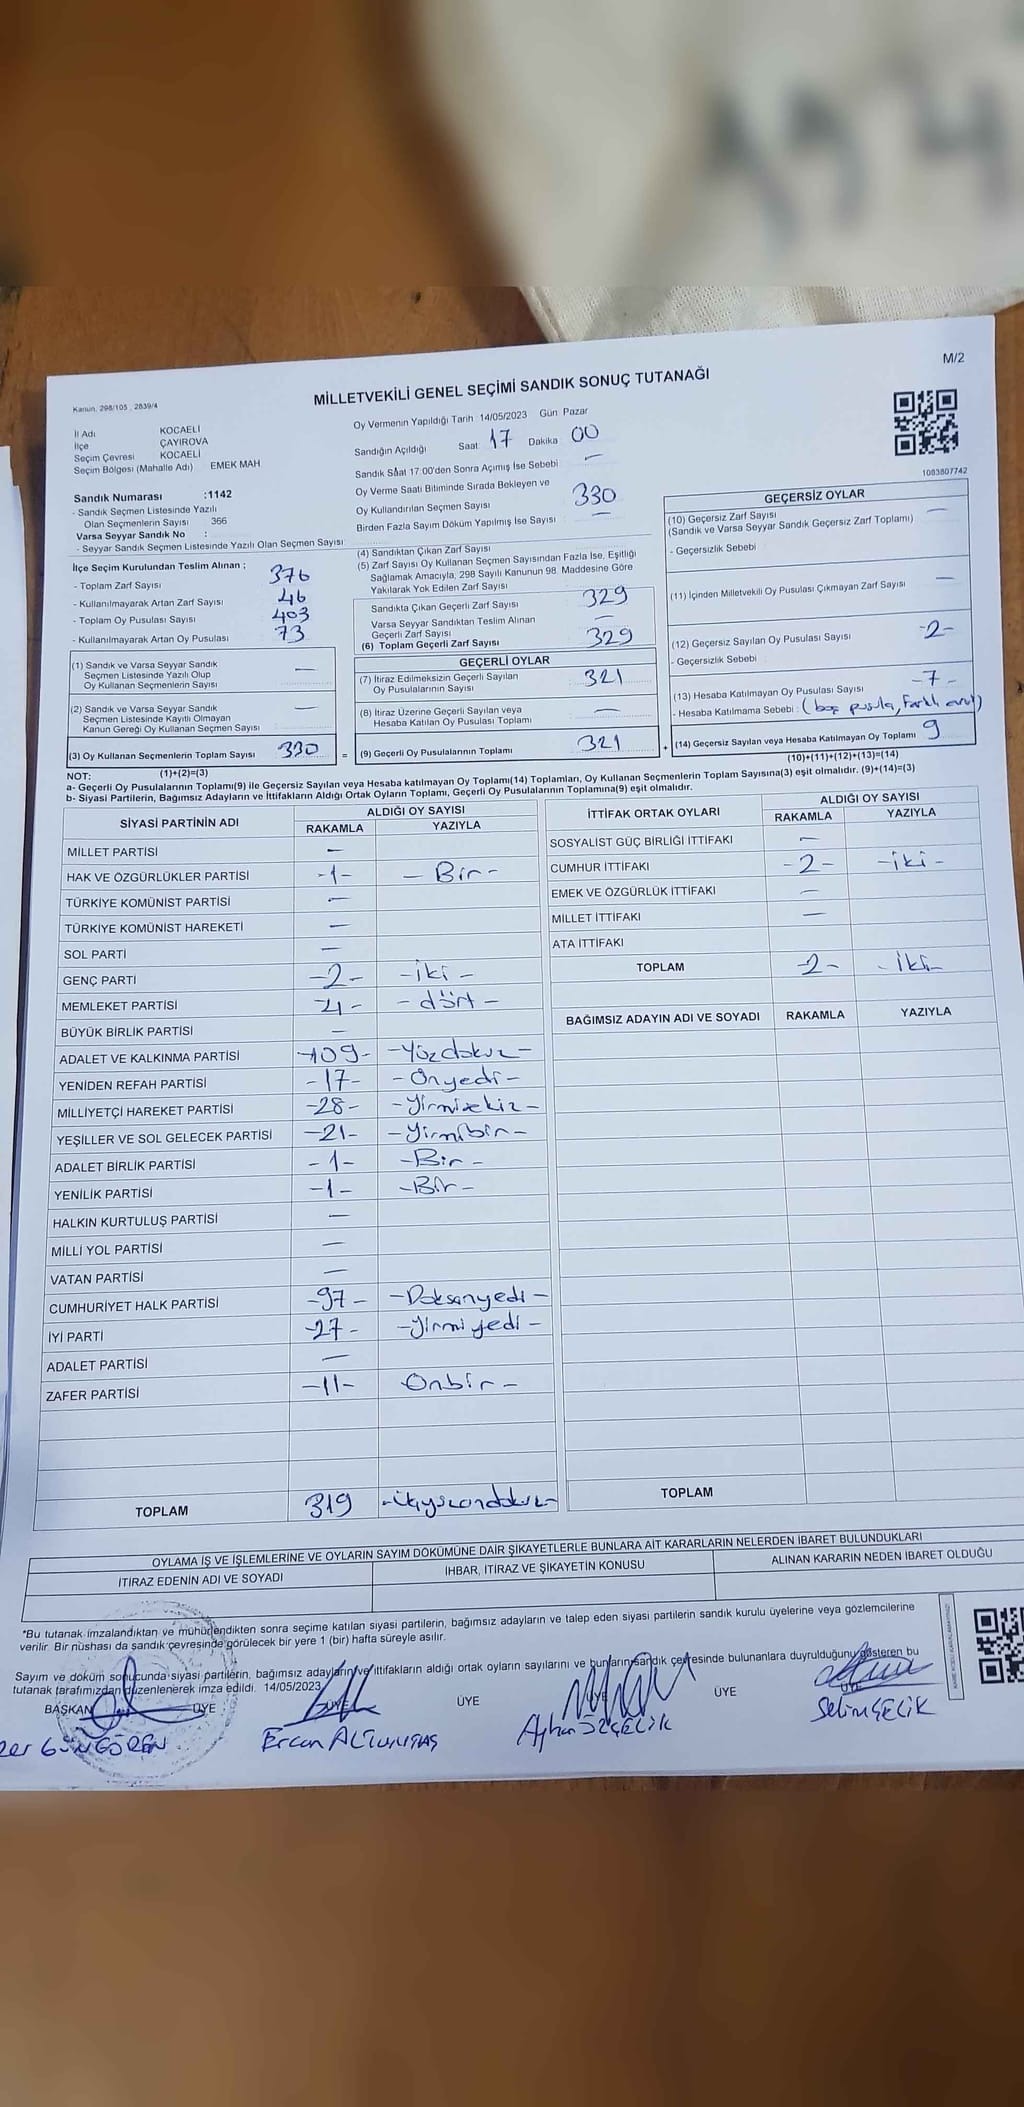 M/2
MİLLETVEKİLİ GENEL SEÇİMİ SANDIK SONUÇ TUTANAĞI
Kanun, 298/105 , 2839/4
İl Adı KOCAELİ
İlçe ÇAYIROVA
Seçim Çevresi KOCAELİ
Seçim Bölgesi (Mahalle Adı) EMEK MAH
Sandık Numarası :1142
- Sandık Seçmen Listesinde Yazılı
Olan Seçmenlerin Sayısı 366
Varsa Seyyar Sandık No :
- Seyyar Sandık Seçmen Listesinde Yazılı Olan Seçmen Sayısı:
Oy Vermenin Yapıldığı Tarih 14/05/2023 Gün Pazar
Sandığın Açıldığı Saat 17 Dakika 00
Sandık Saat 17:00'den Sonra Açımış İse Sebebi —
Oy Verme Saati Bitiminde Sırada Bekleyen ve
Oy Kullandırılan Seçmen Sayısı 330
Birden Fazla Sayım Döküm Yapılmış İse Sayısı —
1083807742
İlçe Seçim Kurulundan Teslim Alınan ;
- Toplam Zarf Sayısı 376
- Kullanılmayarak Artan Zarf Sayısı 46
- Toplam Oy Pusulası Sayısı 403
- Kullanılmayarak Artan Oy Pusulası 73
(1) Sandık ve Varsa Seyyar Sandık
Seçmen Listesinde Yazılı Olup
Oy Kullanan Seçmenlerin Sayısı —
(2) Sandık ve Varsa Seyyar Sandık
Seçmen Listesinde Kayıtlı Olmayan
Kanun Gereği Oy Kullanan Seçmen Sayısı —
(3) Oy Kullanan Seçmenlerin Toplam Sayısı 330 =
(1)+(2)=(3)
(4) Sandıktan Çıkan Zarf Sayısı
(5) Zarf Sayısı Oy Kullanan Seçmen Sayısından Fazla İse, Eşitliği
Sağlamak Amacıyla, 298 Sayılı Kanunun 98. Maddesine Göre
Yakılarak Yok Edilen Zarf Sayısı
Sandıkta Çıkan Geçerli Zarf Sayısı 329
Varsa Seyyar Sandıktan Teslim Alınan
Geçerli Zarf Sayısı —
(6) Toplam Geçerli Zarf Sayısı 329
GEÇERLİ OYLAR
(7) İtiraz Edilmeksizin Geçerli Sayılan
Oy Pusulalarının Sayısı 321
(8) İtiraz Üzerine Geçerli Sayılan veya
Hesaba Katılan Oy Pusulası Toplamı —
(9) Geçerli Oy Pusulalarının Toplamı 321 +
GEÇERSİZ OYLAR
(10) Geçersiz Zarf Sayısı —
(Sandık ve Varsa Seyyar Sandık Geçersiz Zarf Toplamı)
- Geçersizlik Sebebi
(11) İçinden Milletvekili Oy Pusulası Çıkmayan Zarf Sayısı —
(12) Geçersiz Sayılan Oy Pusulası Sayısı -2-
- Geçersizlik Sebebi
(13) Hesaba Katılmayan Oy Pusulası Sayısı -7-
- Hesaba Katılmama Sebebi : (boş pusula, Farklı
(14) Geçersiz Sayılan veya Hesaba Katılmayan Oy Toplamı 9
(10)+(11)+(12)+(13)=(14)
NOT:
a- Geçerli Oy Pusulalarının Toplamı(9) ile Geçersiz Sayılan veya Hesaba katılmayan Oy Toplamı(14) Toplamları, Oy Kullanan Seçmenlerin Toplam Sayısına(3) eşit olmalıdır. (9)+(14)=(3)
b- Siyasi Partilerin, Bağımsız Adayların ve İttifakların Aldığı Ortak Oyların Toplamı, Geçerli Oy Pusulalarının Toplamına(9) eşit olmalıdır.
SİYASİ PARTİNİN ADI ALDIĞI OY SAYISI
RAKAMLA YAZIYLA
MİLLET PARTİSİ —
HAK VE ÖZGÜRLÜKLER PARTİSİ -1- - Bir-
TÜRKİYE KOMÜNİST PARTİSİ —
TÜRKİYE KOMÜNİST HAREKETİ —
SOL PARTİ —
GENÇ PARTİ -2- -iki -
MEMLEKET PARTİSİ -4- - dört -
BÜYÜK BİRLİK PARTİSİ —
ADALET VE KALKINMA PARTİSİ -109- -Yüzdokuz-
YENİDEN REFAH PARTİSİ -17- -Onyedi-
MİLLİYETÇİ HAREKET PARTİSİ -28- -Yirmisekiz-
YEŞİLLER VE SOL GELECEK PARTİSİ -21- -Yirmibir-
ADALET BİRLİK PARTİSİ -1- -Bir-
YENİLİK PARTİSİ -1- -Bir-
HALKIN KURTULUŞ PARTİSİ —
MİLLİ YOL PARTİSİ —
VATAN PARTİSİ —
CUMHURİYET HALK PARTİSİ -97- -Doksanyedi-
İYİ PARTİ -27- -Yirmi yedi-
ADALET PARTİSİ —
ZAFER PARTİSİ -11- Onbir-
TOPLAM 319 -üçyüzondokuz-
İTTİFAK ORTAK OYLARI ALDIĞI OY SAYISI
RAKAMLA YAZIYLA
SOSYALİST GÜÇ BİRLİĞİ İTTİFAKI —
CUMHUR İTTİFAKI -2- -iki-
EMEK VE ÖZGÜRLÜK İTTİFAKI —
MİLLET İTTİFAKI —
ATA İTTİFAKI
TOPLAM -2- -iki-
BAĞIMSIZ ADAYIN ADI VE SOYADI RAKAMLA YAZIYLA
TOPLAM
OYLAMA İŞ VE İŞLEMLERİNE VE OYLARIN SAYIM DÖKÜMÜNE DAİR ŞİKAYETLERLE BUNLARA AİT KARARLARIN NELERDEN İBARET BULUNDUKLARI
İTİRAZ EDENİN ADI VE SOYADI İHBAR, İTİRAZ VE ŞİKAYETİN KONUSU ALINAN KARARIN NEDEN İBARET OLDUĞU
*Bu tutanak imzalandıktan ve mühürlendikten sonra seçime katılan siyasi partilerin, bağımsız adayların ve talep eden siyasi partilerin sandık kurulu üyelerine veya gözlemcilerine
verilir. Bir nüshası da sandık çevresinde görülecek bir yere 1 (bir) hafta süreyle asılır.
Sayım ve döküm sonucunda siyasi partilerin, bağımsız adayların ve ittifakların aldığı ortak oyların sayılarını ve bunların sandık çevresinde bulunanlara duyrulduğunu gösteren bu
tutanak tarafımızdan düzenlenerek imza edildi. 14/05/2023
BAŞKAN ÜYE ÜYE ÜYE ÜYE ÜYE ÜYE
GÜNGÖREN Ercan ALTUNTAŞ Ayhan ÖZÇELİK Selim ÇELİK